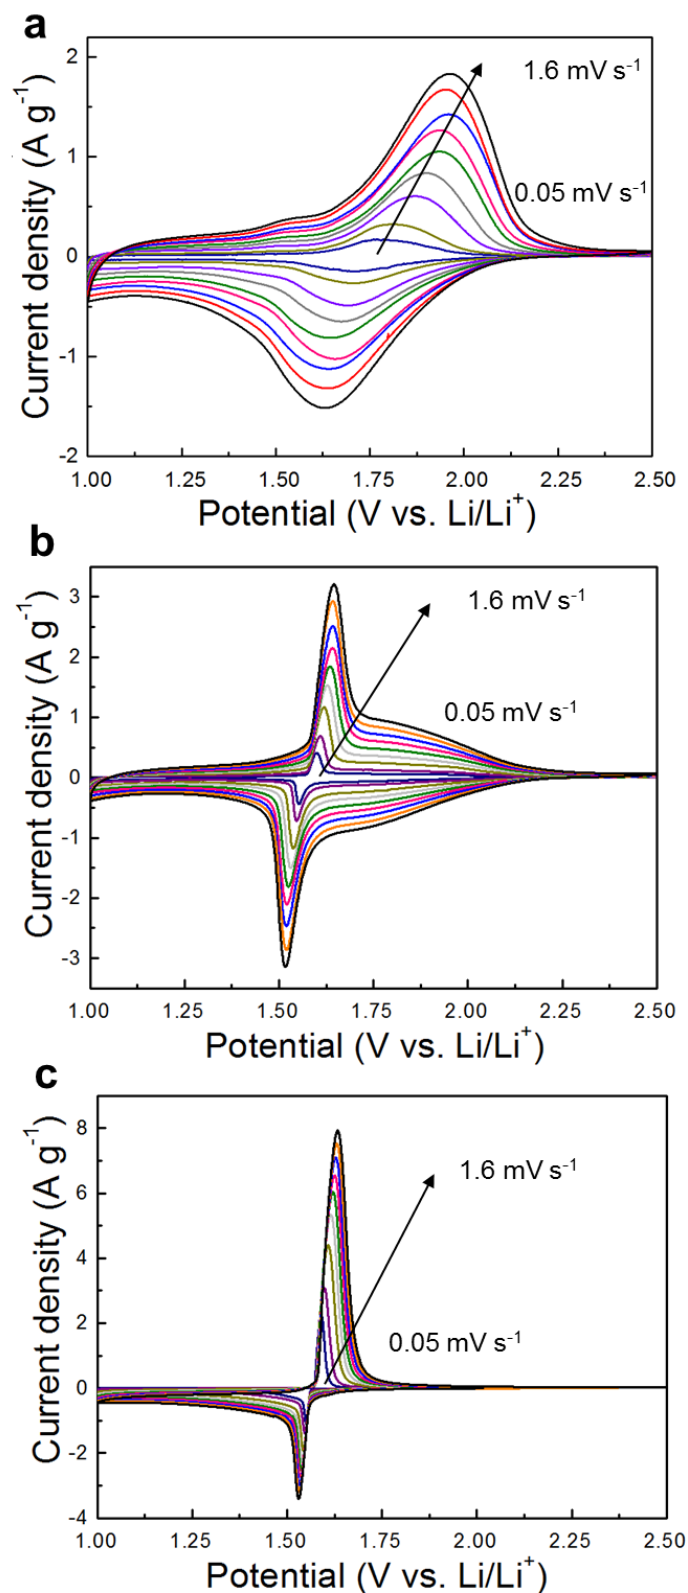 a
2
1.6 mV s⁻¹
1
0.05 mV s⁻¹
0
-1
-2
Current density (A g⁻¹)
1.00 1.25 1.50 1.75 2.00 2.25 2.50
Potential (V vs. Li/Li⁺)
b
3
1.6 mV s⁻¹
2
1
0.05 mV s⁻¹
0
-1
-2
-3
Current density (A g⁻¹)
1.00 1.25 1.50 1.75 2.00 2.25 2.50
Potential (V vs. Li/Li⁺)
c
8
1.6 mV s⁻¹
6
4
2
0.05 mV s⁻¹
0
-2
-4
Current density (A g⁻¹)
1.00 1.25 1.50 1.75 2.00 2.25 2.50
Potential (V vs. Li/Li⁺)